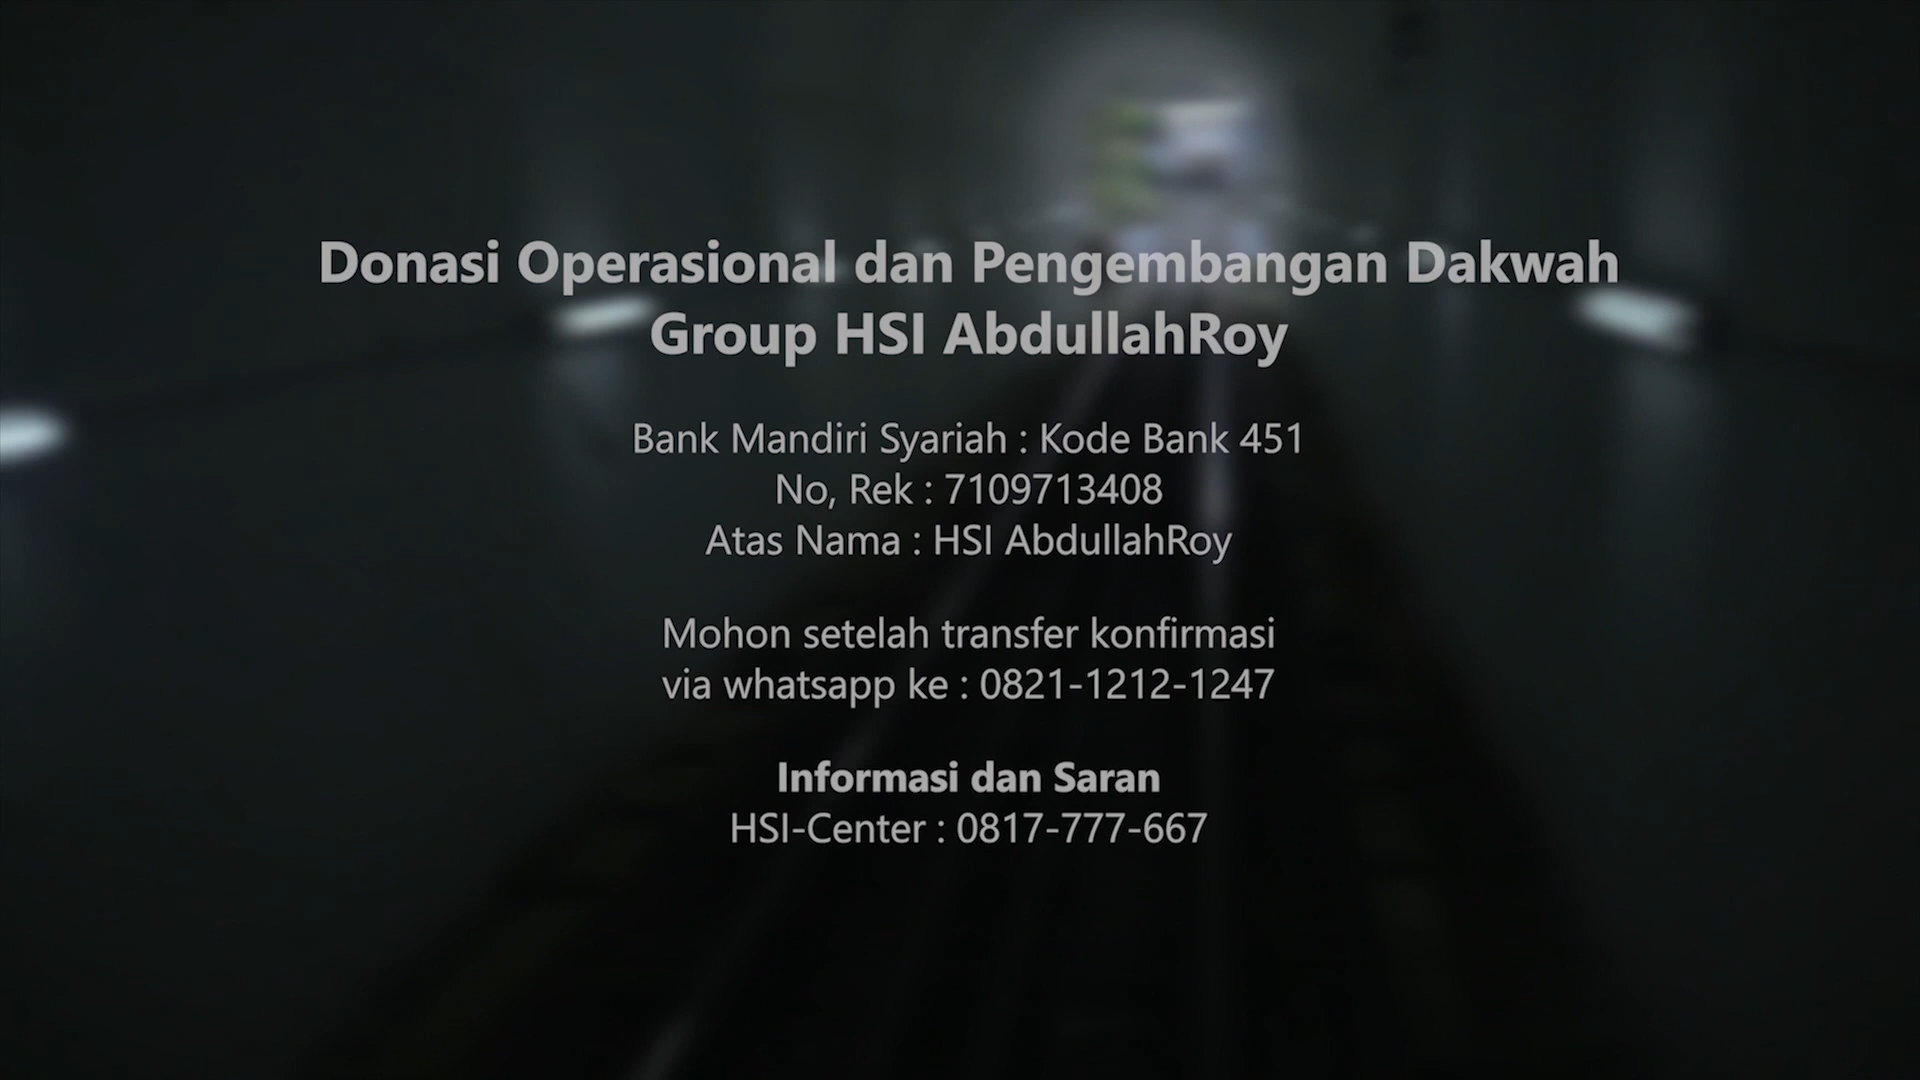 Donasi Operasional dan Pengembangan Dakwah
Group HSI AbdullahRoy
Bank Mandiri Syariah : Kode Bank 451
No, Rek : 7109713408
Atas Nama : HSI AbdullahRoy
Mohon setelah transfer konfirmasi
via whatsapp ke : 0821-1212-1247
Informasi dan Saran
HSI-Center : 0817-777-667